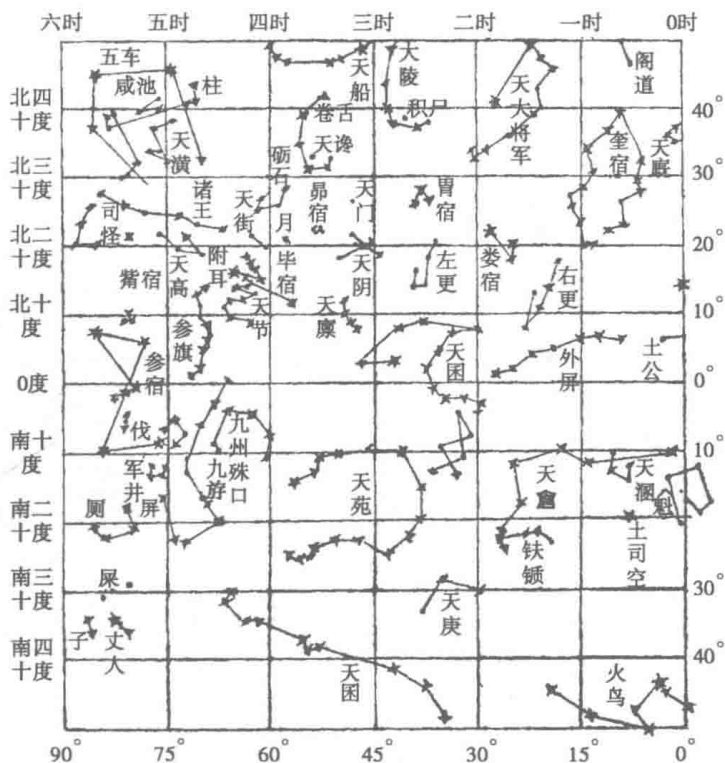 六时 五时 四时 三时 二时 一时 0时
五车
咸池
柱
天船
大陵
积尸
天大将军
阁道
北四十度
40°
卷舌
天谗
天潢
砺石
奎宿
北三十度
30°
诸王
天街
月
昴宿
天门
胃宿
司怪
北二十度
20°
附耳
毕宿
天阴
左更
娄宿
右更
觜宿
天高
天节
天廪
北十度
10°
参旗
参宿
天囷
外屏
土公
0度
0°
伐
九州殊口
九斿
南十度
10°
军井
天苑
天溷
厕
屏
南二十度
20°
铁锧
土司空
屎
南三十度
30°
天庾
子
丈人
南四十度
40°
火鸟
90° 75° 60° 45° 30° 15° 0°